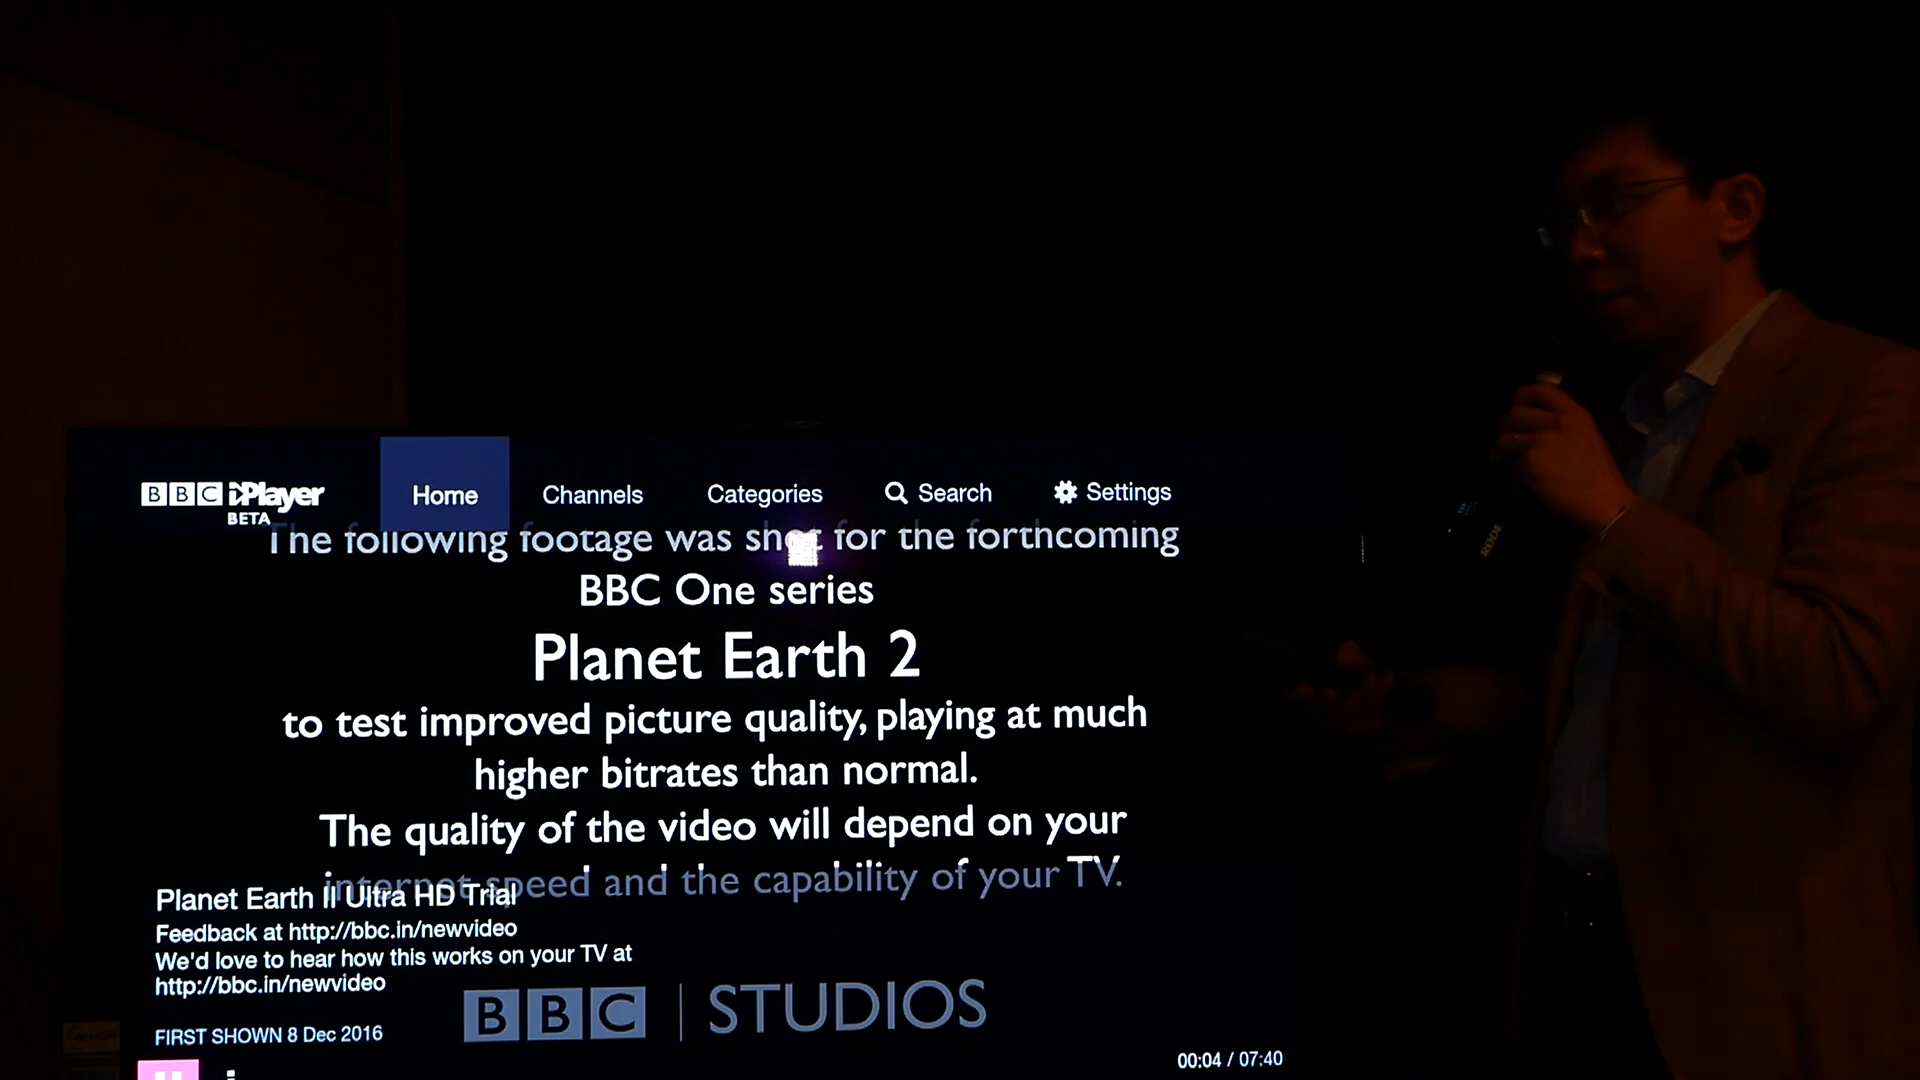 BBC iPlayer
BETA
Home
Channels
Categories
Search
Settings
The following footage was shot for the forthcoming
BBC One series
Planet Earth 2
to test improved picture quality, playing at much
higher bitrates than normal.
The quality of the video will depend on your
internet speed and the capability of your TV.
Planet Earth II Ultra HD Trial
Feedback at http://bbc.in/newvideo
We'd love to hear how this works on your TV at
http://bbc.in/newvideo
FIRST SHOWN 8 Dec 2016
BBC | STUDIOS
00:04 / 07:40
RØDE